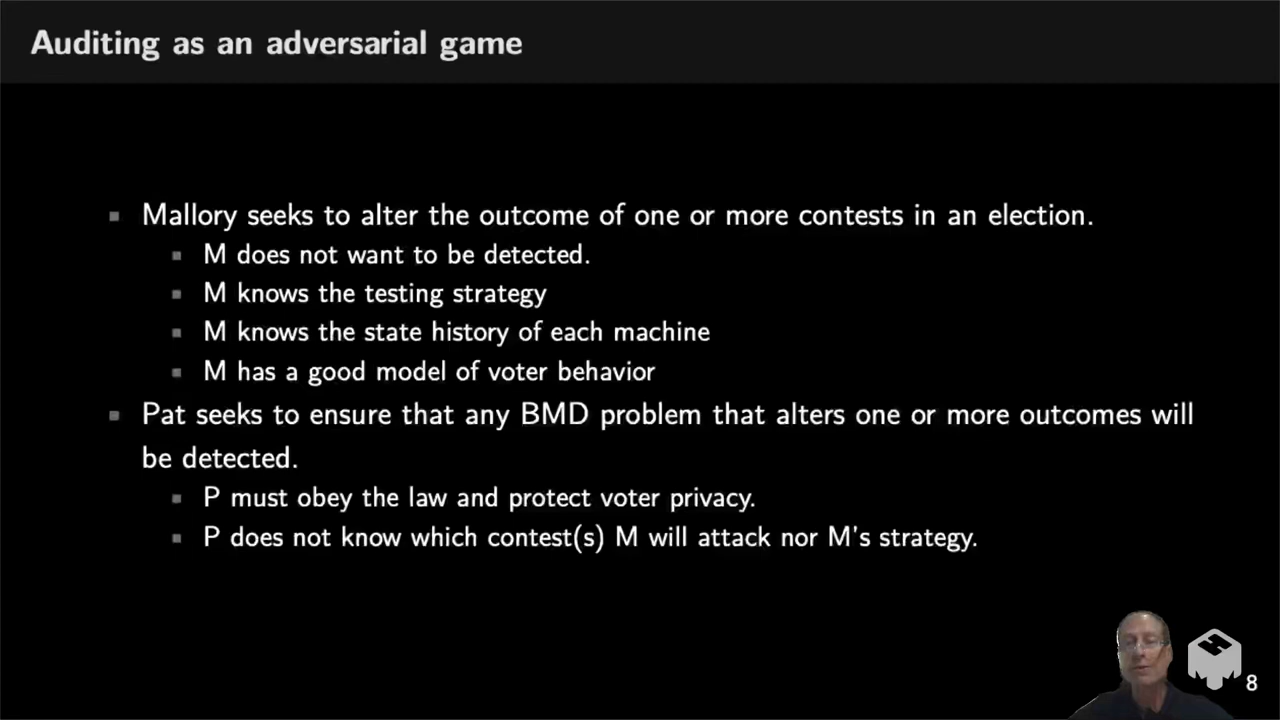 Auditing as an adversarial game
Mallory seeks to alter the outcome of one or more contests in an election.
M does not want to be detected.
M knows the testing strategy
M knows the state history of each machine
M has a good model of voter behavior
Pat seeks to ensure that any BMD problem that alters one or more outcomes will
be detected.
P must obey the law and protect voter privacy.
P does not know which contest(s) M will attack nor M's strategy.
8